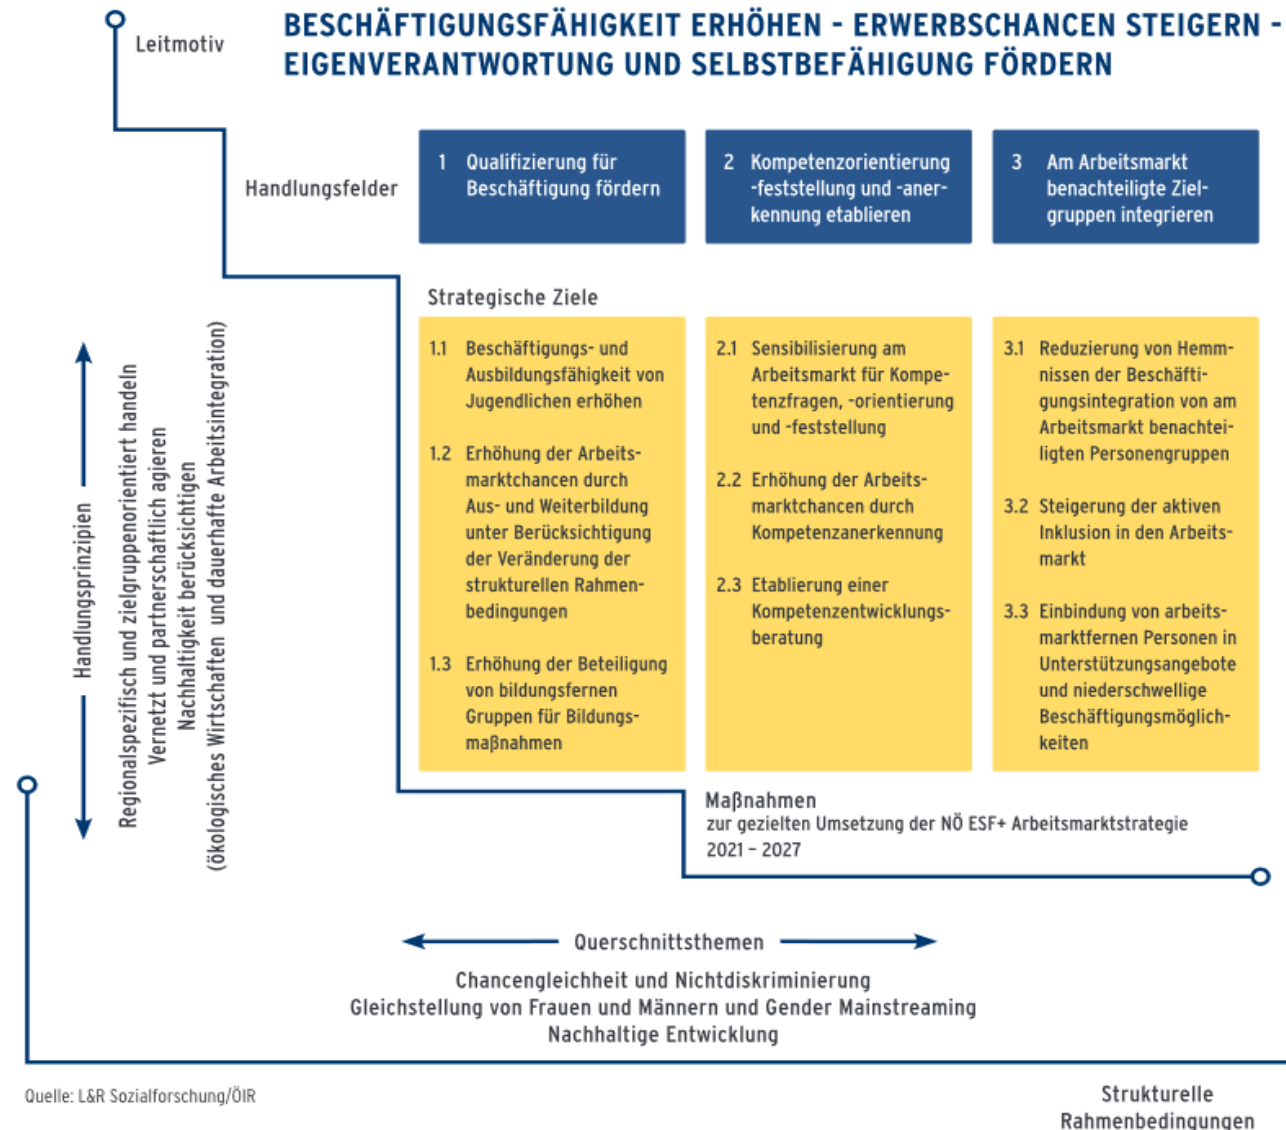 Leitmotiv
BESCHÄFTIGUNGSFÄHIGKEIT ERHÖHEN - ERWERBSCHANCEN STEIGERN -
EIGENVERANTWORTUNG UND SELBSTBEFÄHIGUNG FÖRDERN
Handlungsfelder
1 Qualifizierung für
Beschäftigung fördern
2 Kompetenzorientierung
-feststellung und -aner-
kennung etablieren
3 Am Arbeitsmarkt
benachteiligte Ziel-
gruppen integrieren
Strategische Ziele
1.1 Beschäftigungs- und
Ausbildungsfähigkeit von
Jugendlichen erhöhen
1.2 Erhöhung der Arbeits-
marktchancen durch
Aus- und Weiterbildung
unter Berücksichtigung
der Veränderung der
strukturellen Rahmen-
bedingungen
1.3 Erhöhung der Beteiligung
von bildungsfernen
Gruppen für Bildungs-
maßnahmen
2.1 Sensibilisierung am
Arbeitsmarkt für Kompe-
tenzfragen, -orientierung
und -feststellung
2.2 Erhöhung der Arbeits-
marktchancen durch
Kompetenzanerkennung
2.3 Etablierung einer
Kompetenzentwicklungs-
beratung
3.1 Reduzierung von Hemm-
nissen der Beschäfti-
gungsintegration von am
Arbeitsmarkt benachtei-
ligten Personengruppen
3.2 Steigerung der aktiven
Inklusion in den Arbeits-
markt
3.3 Einbindung von arbeits-
marktfernen Personen in
Unterstützungsangebote
und niederschwellige
Beschäftigungsmöglich-
keiten
Handlungsprinzipien
Regionalspezifisch und zielgruppenorientiert handeln
Vernetzt und partnerschaftlich agieren
Nachhaltigkeit berücksichtigen
(ökologisches Wirtschaften und dauerhafte Arbeitsintegration)
Maßnahmen
zur gezielten Umsetzung der NÖ ESF+ Arbeitsmarktstrategie
2021 – 2027
Querschnittsthemen
Chancengleichheit und Nichtdiskriminierung
Gleichstellung von Frauen und Männern und Gender Mainstreaming
Nachhaltige Entwicklung
Quelle: L&R Sozialforschung/ÖIR
Strukturelle
Rahmenbedingungen